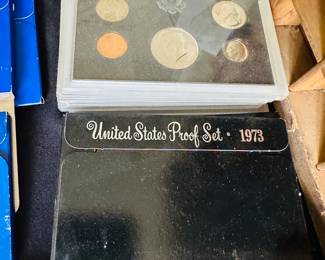 United States Proof Set · 1973